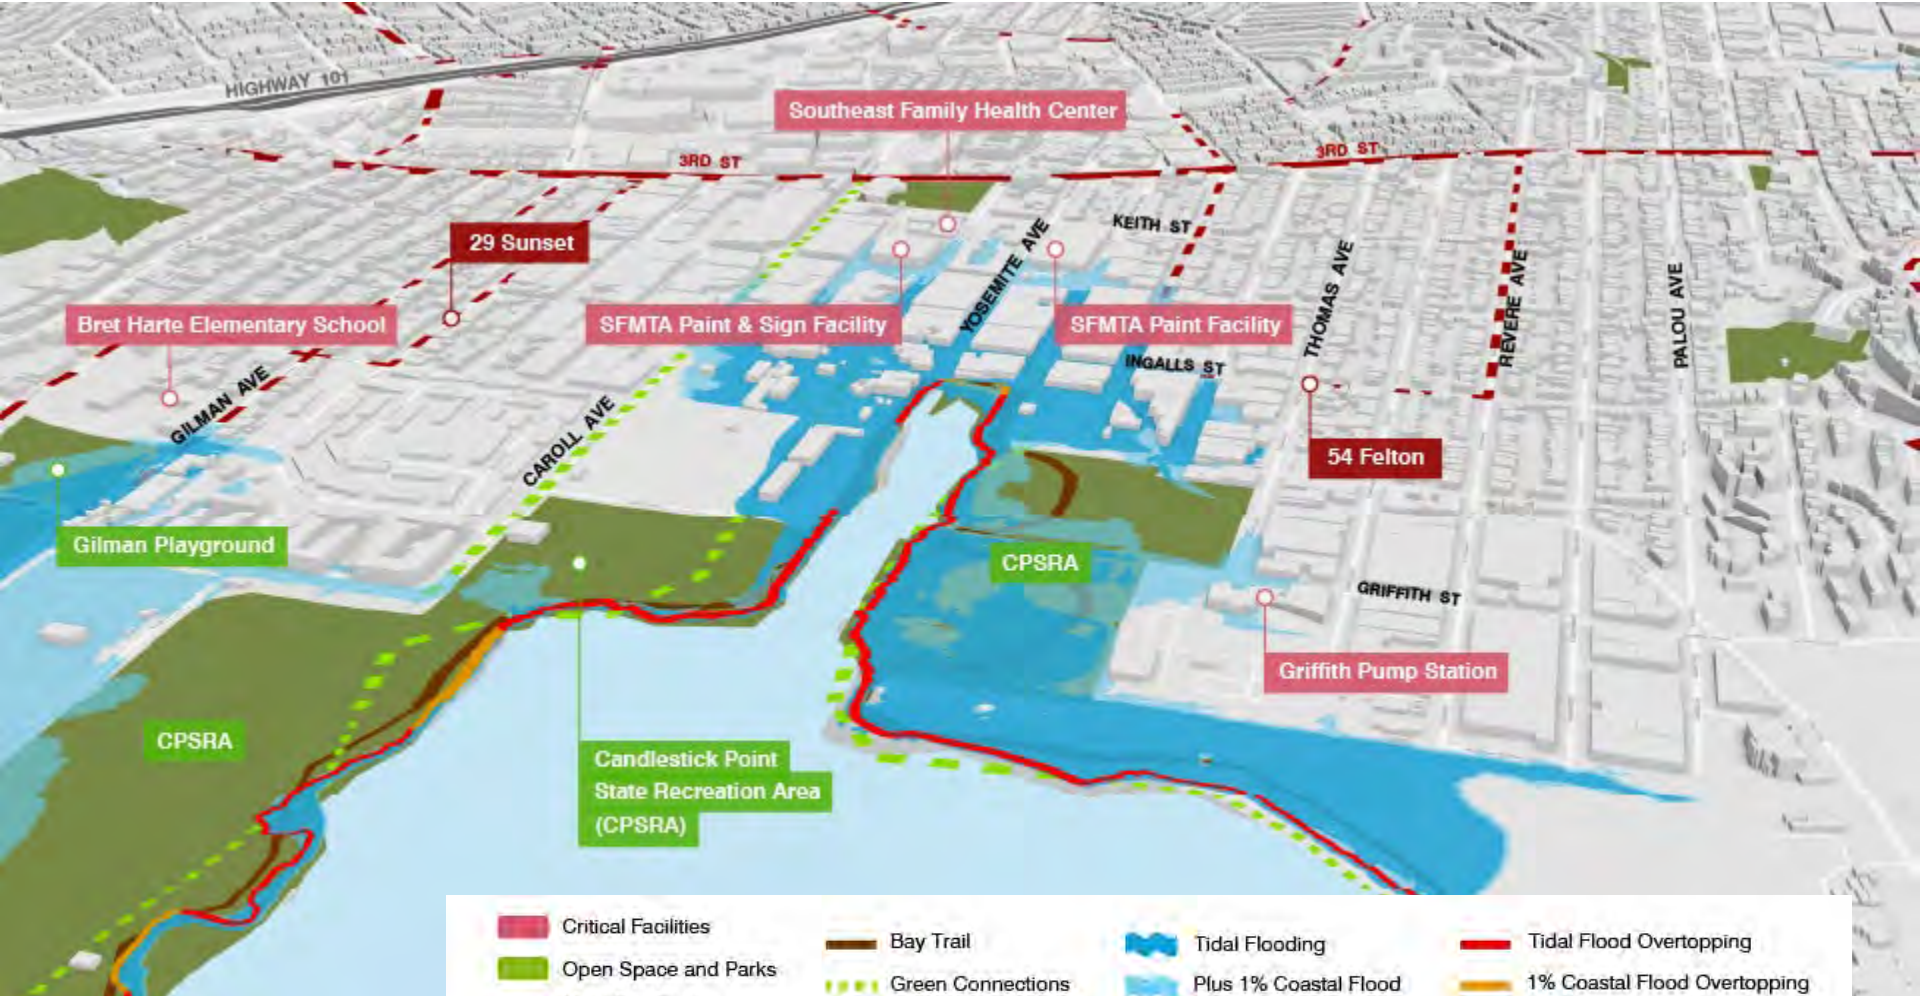 HIGHWAY 101
Southeast Family Health Center
3RD ST
3RD ST
29 Sunset
KEITH ST
YOSEMITE AVE
THOMAS AVE
REVERE AVE
PALOU AVE
Bret Harte Elementary School
SFMTA Paint & Sign Facility
SFMTA Paint Facility
INGALLS ST
GILMAN AVE
CAROLL AVE
54 Felton
Gilman Playground
CPSRA
GRIFFITH ST
Griffith Pump Station
CPSRA
Candlestick Point
State Recreation Area
(CPSRA)
Critical Facilities
Open Space and Parks
Bay Trail
Green Connections
Tidal Flooding
Plus 1% Coastal Flood
Tidal Flood Overtopping
1% Coastal Flood Overtopping